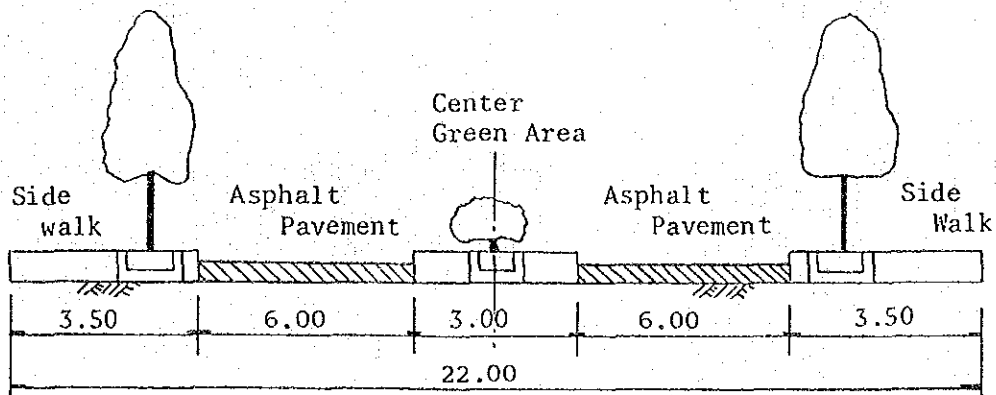 Center
Green Area
Side
walk
Asphalt
Pavement
Asphalt
Pavement
Side
Walk
3.50
6.00
3.00
6.00
3.50
22.00